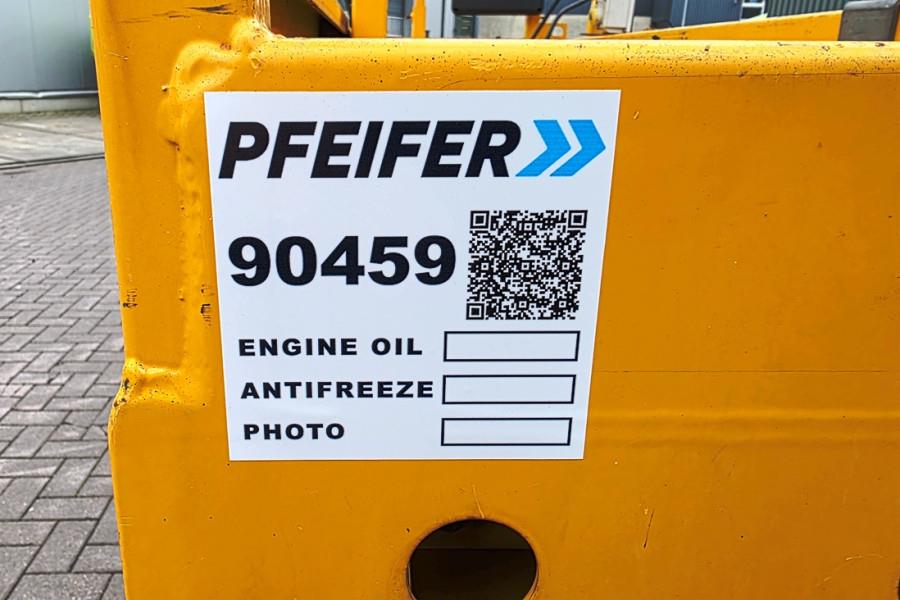 PFEIFER
90459
ENGINE OIL
ANTIFREEZE
PHOTO